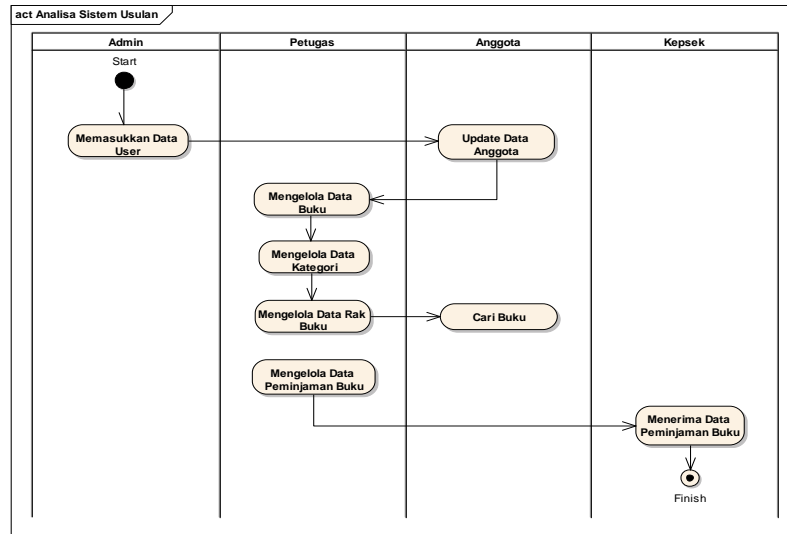 act Analisa Sistem Usulan
Admin
Petugas
Anggota
Kepsek
Start
Memasukkan Data
User
Update Data
Anggota
Mengelola Data
Buku
Mengelola Data
Kategori
Mengelola Data Rak
Buku
Cari Buku
Mengelola Data
Peminjaman Buku
Menerima Data
Peminjaman Buku
Finish